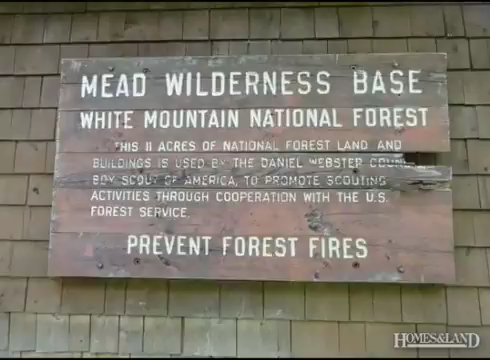 MEAD WILDERNESS BASE
WHITE MOUNTAIN NATIONAL FOREST
THIS 11 ACRES OF NATIONAL FOREST LAND AND
BUILDINGS IS USED BY THE DANIEL WEBSTER
BOY SCOUT OF AMERICA, TO PROMOTE SCOUTING
ACTIVITIES THROUGH COOPERATION WITH THE U.S.
FOREST SERVICE
PREVENT FOREST FIRES
HOMES&LAND